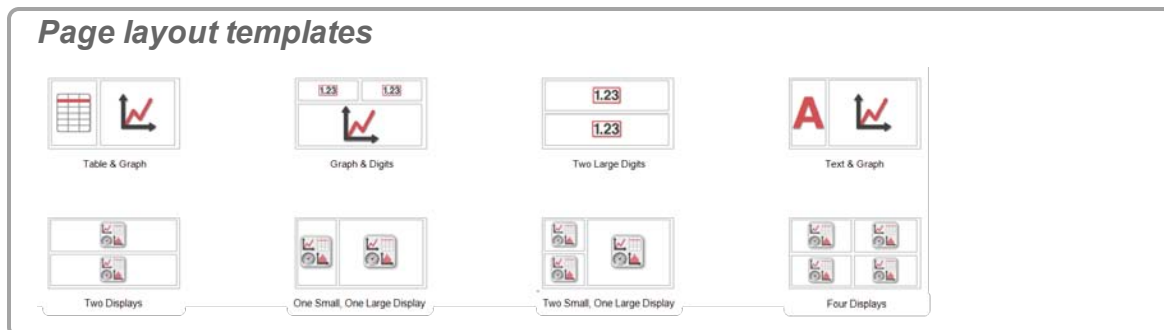 Page layout templates
1.23 1.23 1.23
1.23
A
Table & Graph Graph & Digits Two Large Digits Text & Graph
Two Displays One Small, One Large Display Two Small, One Large Display Four Displays